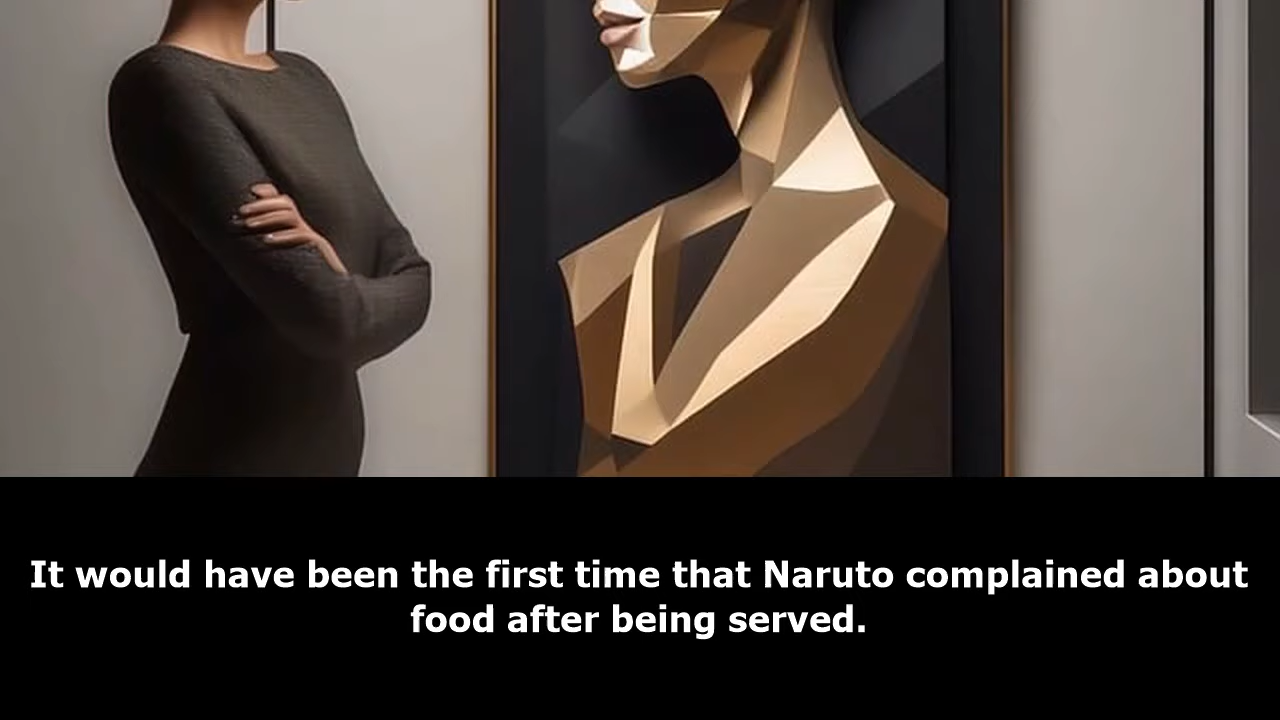 It would have been the first time that Naruto complained about
food after being served.